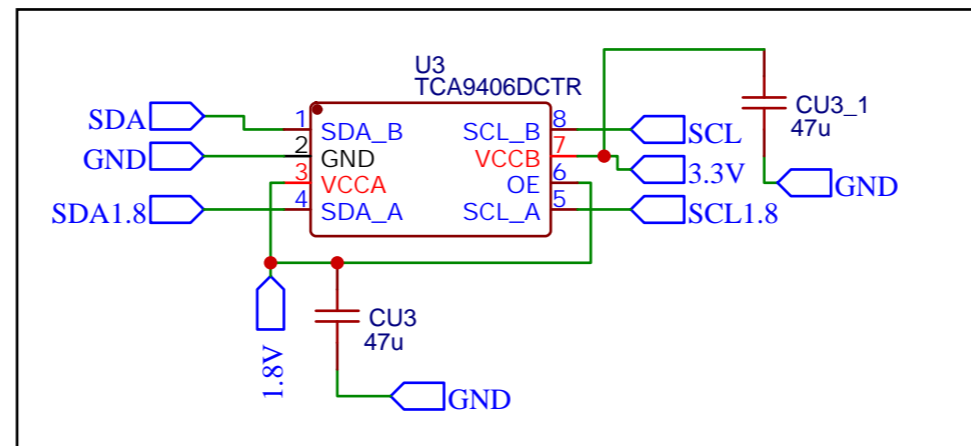 U3
TCA9406DCTR
SDA
1
SDA_B
SCL_B
8
SCL
GND
2
GND
VCCB
7
3.3V
3
VCCA
OE
6
SDA1.8
4
SDA_A
SCL_A
5
SCL1.8
CU3_1
47u
GND
1.8V
CU3
47u
GND